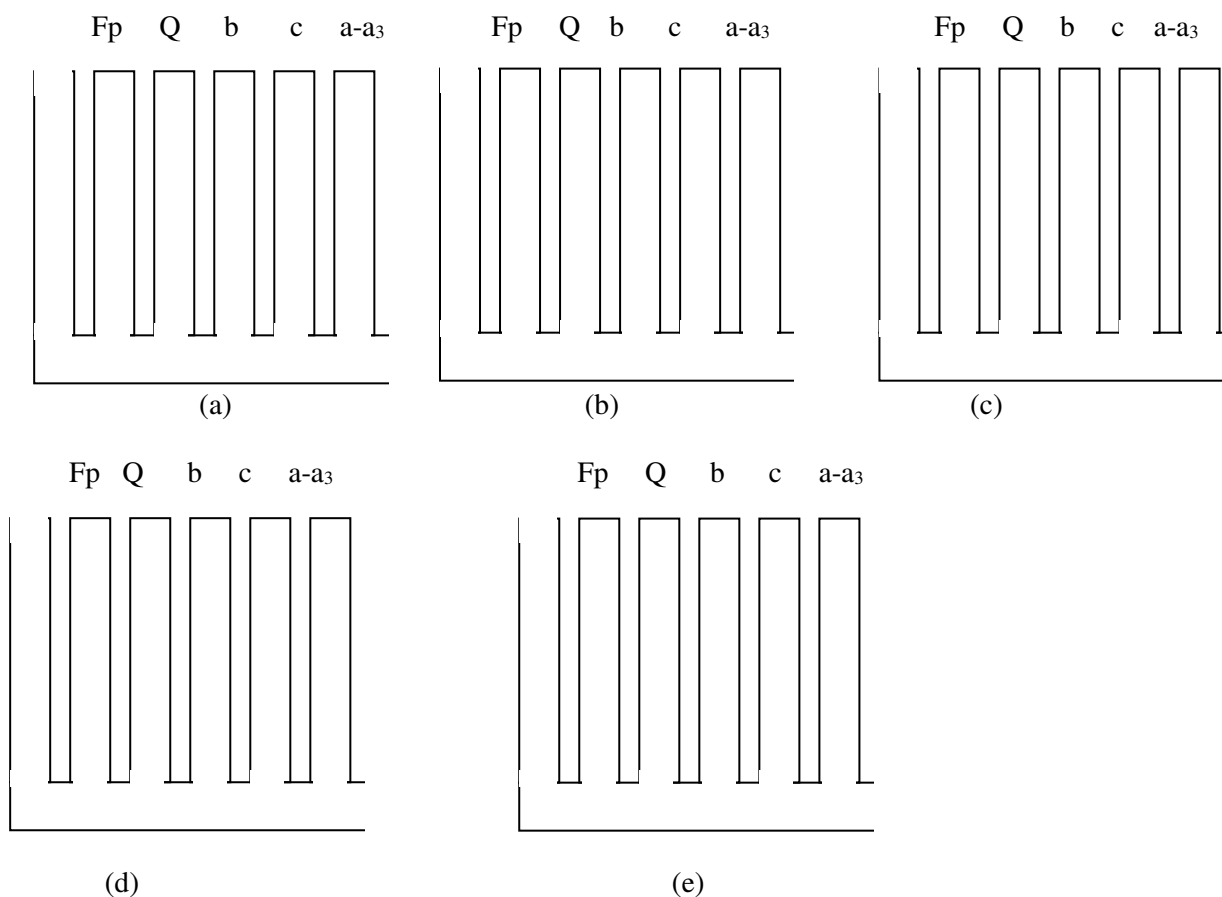 Fp Q b c a-a₃ Fp Q b c a-a₃ Fp Q b c a-a₃
(a) (b) (c)
Fp Q b c a-a₃ Fp Q b c a-a₃
(d) (e)